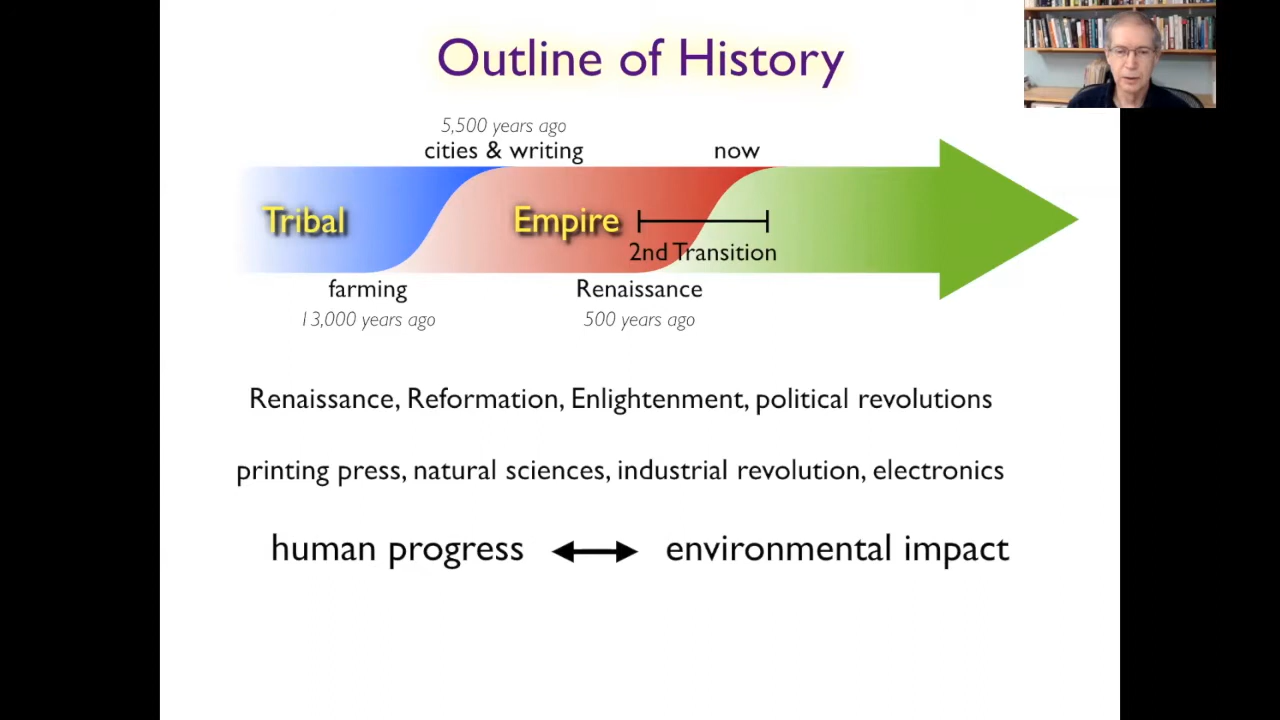 Outline of History
5,500 years ago
cities & writing
now
Tribal
Empire
2nd Transition
farming
Renaissance
13,000 years ago
500 years ago
Renaissance, Reformation, Enlightenment, political revolutions
printing press, natural sciences, industrial revolution, electronics
human progress
environmental impact